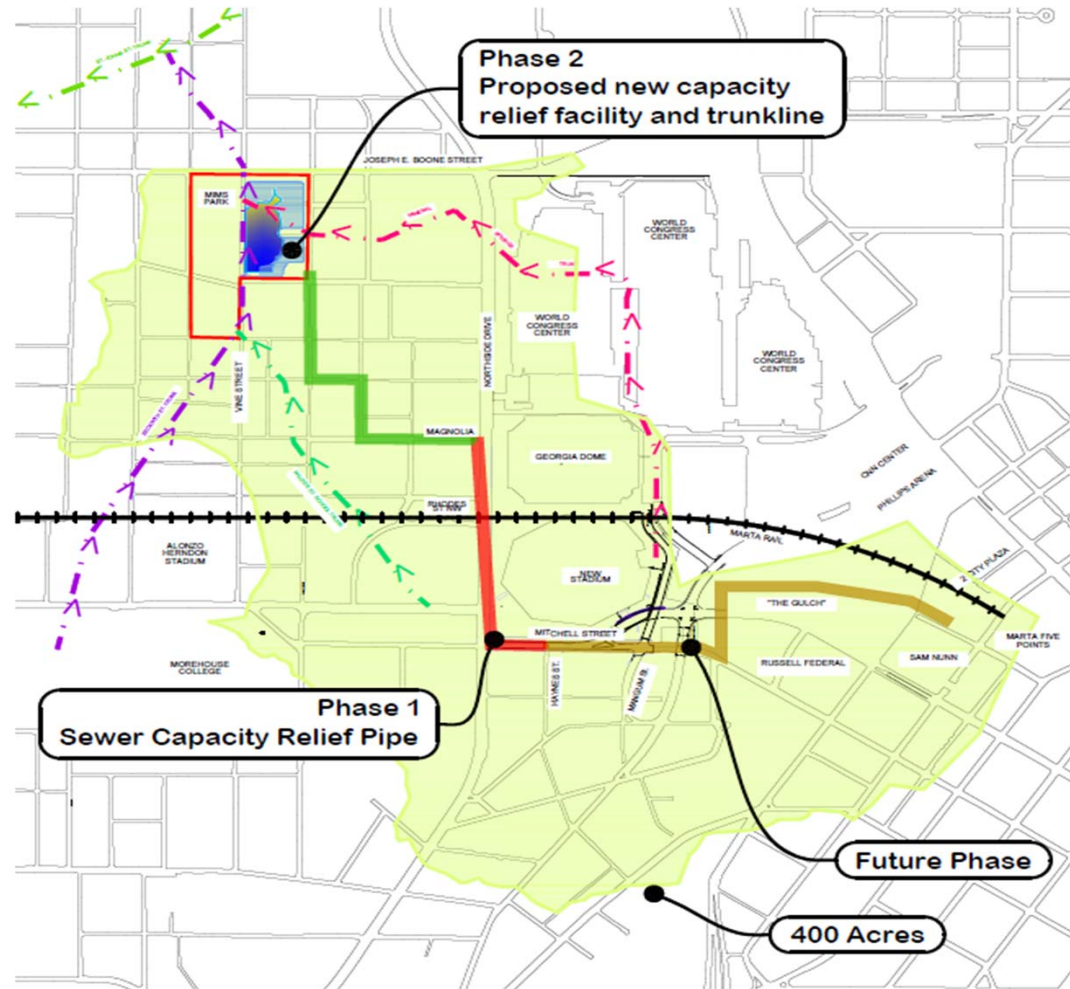 Phase 2
Proposed new capacity
relief facility and trunkline
JOSEPH E. BOONE STREET
MIMS
PARK
WORLD
CONGRESS
CENTER
WORLD
CONGRESS
CENTER
WORLD
CONGRESS
CENTER
NORTHSIDE DRIVE
VINE STREET
MAGNOLIA
GEORGIA DOME
CNN CENTER
PHILLIPS ARENA
RHODES
ST NW
MARTA RAIL
ALONZO
HERNDON
STADIUM
NEW
STADIUM
2 CITY PLAZA
"THE GULCH"
MITCHELL STREET
MARTA FIVE
POINTS
MOREHOUSE
COLLEGE
RUSSELL FEDERAL
SAM NUNN
HAYNES ST.
MANGUM St.
Phase 1
Sewer Capacity Relief Pipe
Future Phase
400 Acres